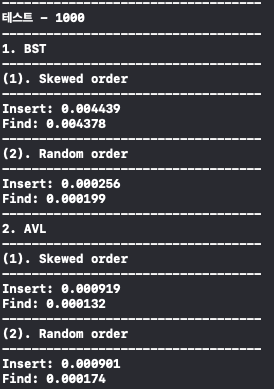 -------------------------------------
테스트 - 1000
-------------------------------------
1. BST
-------------------------------------
(1). Skewed order
-------------------------------------
Insert: 0.004439
Find: 0.004378
-------------------------------------
(2). Random order
-------------------------------------
Insert: 0.000256
Find: 0.000199
-------------------------------------
2. AVL
-------------------------------------
(1). Skewed order
-------------------------------------
Insert: 0.000919
Find: 0.000132
-------------------------------------
(2). Random order
-------------------------------------
Insert: 0.000901
Find: 0.000174